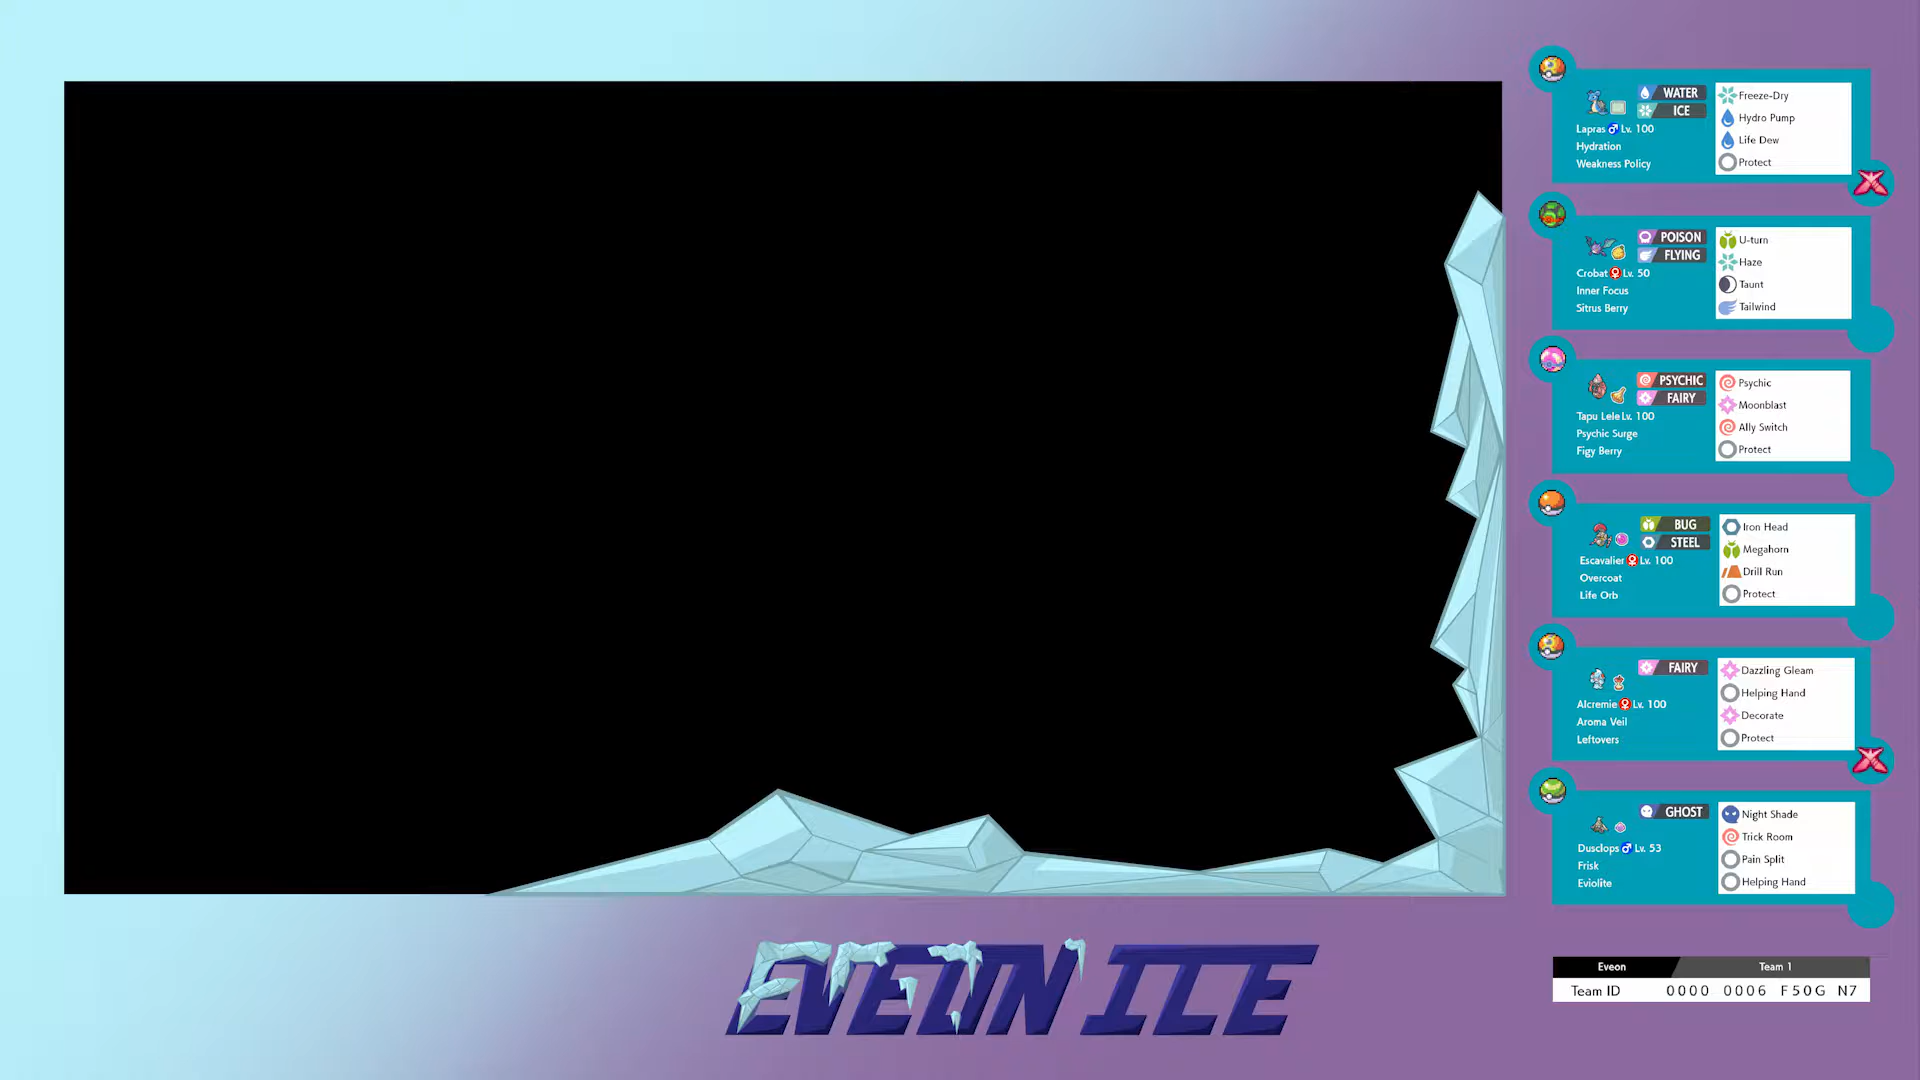 WATER
ICE
Lapras Lv. 100
Hydration
Weakness Policy
Freeze-Dry
Hydro Pump
Life Dew
Protect
POISON
FLYING
Crobat Lv. 50
Inner Focus
Sitrus Berry
U-turn
Haze
Taunt
Tailwind
PSYCHIC
FAIRY
Tapu Lele Lv. 100
Psychic Surge
Figy Berry
Psychic
Moonblast
Ally Switch
Protect
BUG
STEEL
Escavalier Lv. 100
Overcoat
Life Orb
Iron Head
Megahorn
Drill Run
Protect
FAIRY
Alcremie Lv. 100
Aroma Veil
Leftovers
Dazzling Gleam
Helping Hand
Decorate
Protect
GHOST
Dusclops Lv. 53
Frisk
Eviolite
Night Shade
Trick Room
Pain Split
Helping Hand
EVEON ICE
Eveon Team 1
Team ID 0000 0006 F50G N7